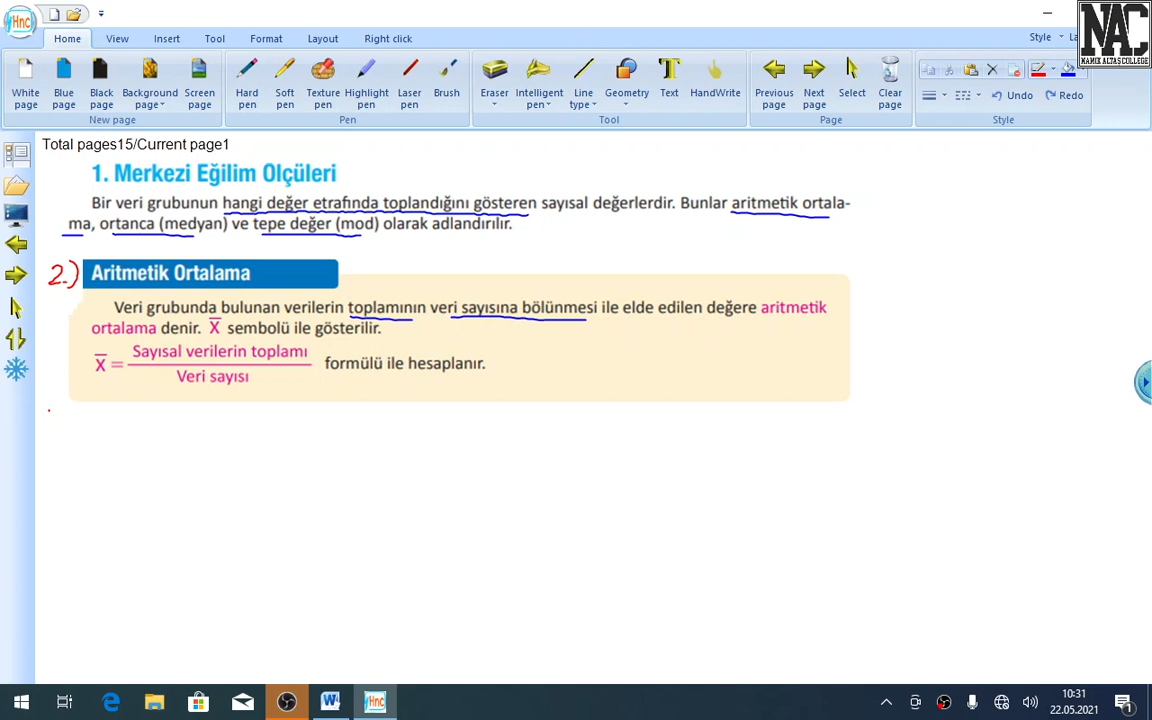 Hnc
Home View Insert Tool Format Layout Right click Style
NAC
NAMIK ALTAS COLLEGE
White page Blue page Black page Background page Screen page Hard pen Soft pen Texture pen Highlight pen Laser pen Brush Eraser Intelligent pen Line type Geometry Text HandWrite Previous page Next page Select Clear page Undo Redo
New page Pen Tool Page Style
Total pages15/Current page1
1. Merkezi Eğilim Olçüleri
Bir veri grubunun hangi değer etrafında toplandığını gösteren sayısal değerlerdir. Bunlar aritmetik ortala-
ma, ortanca (medyan) ve tepe değer (mod) olarak adlandırılır.
2.) Aritmetik Ortalama
Veri grubunda bulunan verilerin toplamının veri sayısına bölünmesi ile elde edilen değere aritmetik
ortalama denir. X̅ sembolü ile gösterilir.
X̅ = Sayısal verilerin toplamı
Veri sayısı
formülü ile hesaplanır.
10:31
22.05.2021
1